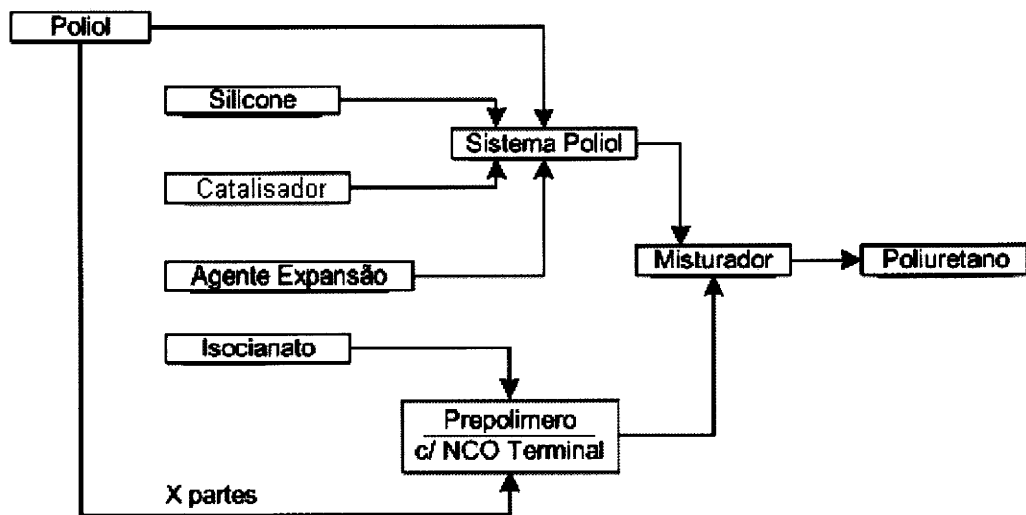 Poliol
Silicone
Sistema Poliol
Catalisador
Misturador
Poliuretano
Agente Expansão
Isocianato
Prepolimero
c/ NCO Terminal
X partes